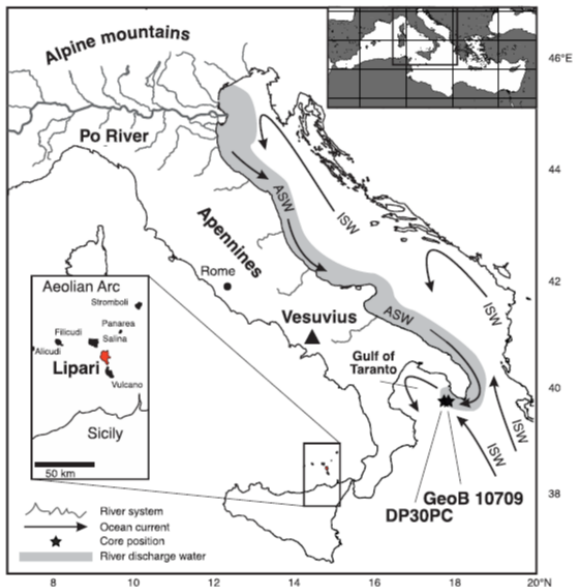 Alpine mountains
Po River
46°N
44
42
40
38
ASW
ISW
Apennines
Rome
Vesuvius
ASW
ISW
Gulf of
Taranto
ISW
ISW
GeoB 10709
DP30PC
Aeolian Arc
Stromboli
Panarea
Filicudi
Salina
Alicudi
Lipari
Vulcano
Sicily
50 km
River system
Ocean current
Core position
River discharge water
8
10
12
14
16
18
20°N